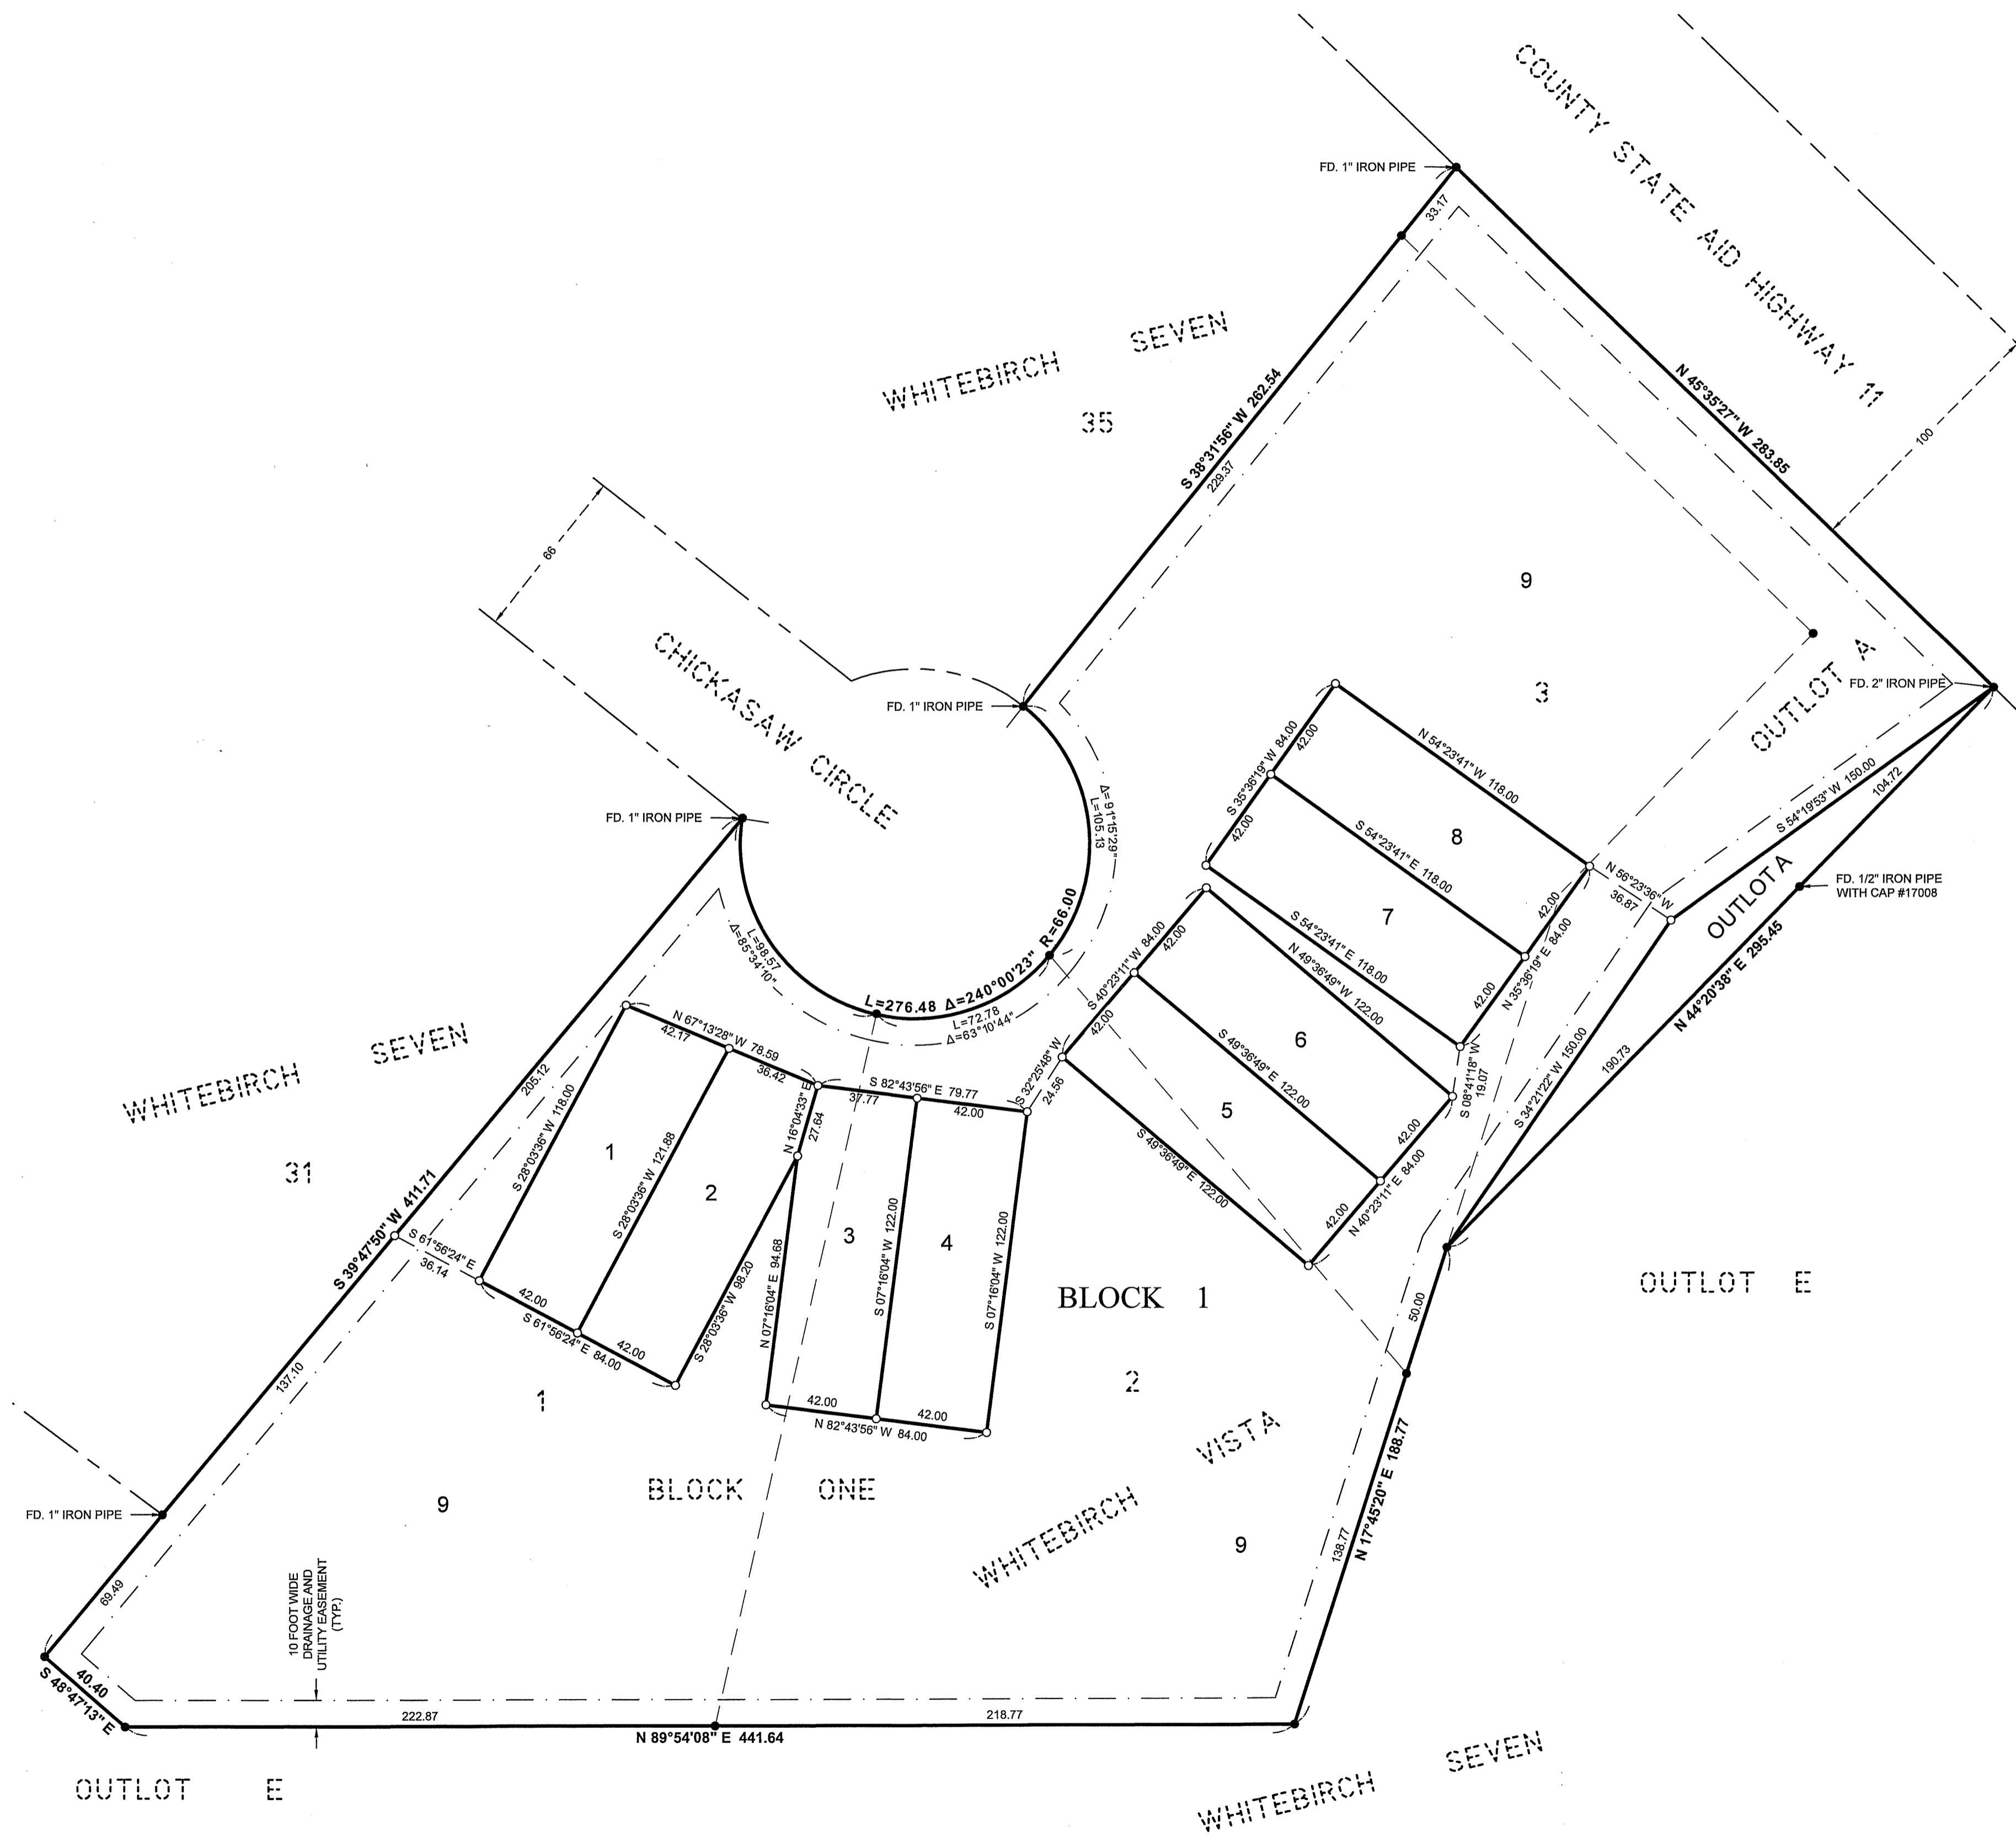 COUNTY STATE AID HIGHWAY 11
FD. 1" IRON PIPE
33.17
N 45°35'27" W 283.85
100
WHITEBIRCH SEVEN
35
S 38°31'56" W 262.54
229.37
66
CHICKASAW CIRCLE
FD. 1" IRON PIPE
FD. 1" IRON PIPE
9
3
OUTLOT A
FD. 2" IRON PIPE
S 54°19'53" W 150.00
104.72
OUTLOT A
FD. 1/2" IRON PIPE
WITH CAP #17008
N 56°23'36" W
36.87
N 44°20'38" E 295.45
190.73
S 34°21'22" W 150.00
Δ=91°15'29"
L=105.13
L=276.48 Δ=240°00'23" R=66.00
L=72.78
Δ=63°10'44"
L=98.57
Δ=85°34'10"
N 54°23'41" W 118.00
S 35°36'19" W 84.00
42.00
42.00
8
S 54°23'41" E 118.00
7
42.00
42.00
N 35°36'19" E 84.00
S 54°23'41" E 118.00
N 49°36'49" W 122.00
S 40°23'11" W 84.00
42.00
42.00
6
S 49°36'49" E 122.00
5
S 08°41'18" W
19.07
42.00
42.00
N 40°23'11" E 84.00
S 49°36'49" E 122.00
S 32°25'48" W
24.56
WHITEBIRCH SEVEN
31
205.12
S 39°47'50" W 411.71
137.10
69.49
S 61°56'24" E
36.14
N 67°13'28" W 78.59
42.17
36.42
S 28°03'36" W 118.00
1
S 28°03'36" W 121.88
2
N 16°04'33" E
27.64
S 28°03'36" W 98.20
42.00
42.00
S 61°56'24" E 84.00
S 82°43'56" E 79.77
37.77
42.00
N 07°16'04" E 94.68
3
S 07°16'04" W 122.00
4
S 07°16'04" W 122.00
42.00
42.00
N 82°43'56" W 84.00
BLOCK 1
OUTLOT E
1
2
50.00
BLOCK ONE
WHITEBIRCH VISTA
9
9
N 17°45'20" E 188.77
138.77
FD. 1" IRON PIPE
10 FOOT WIDE
DRAINAGE AND
UTILITY EASEMENT
(TYP.)
40.40
S 48°47'13" E
222.87
218.77
N 89°54'08" E 441.64
OUTLOT E
WHITEBIRCH SEVEN